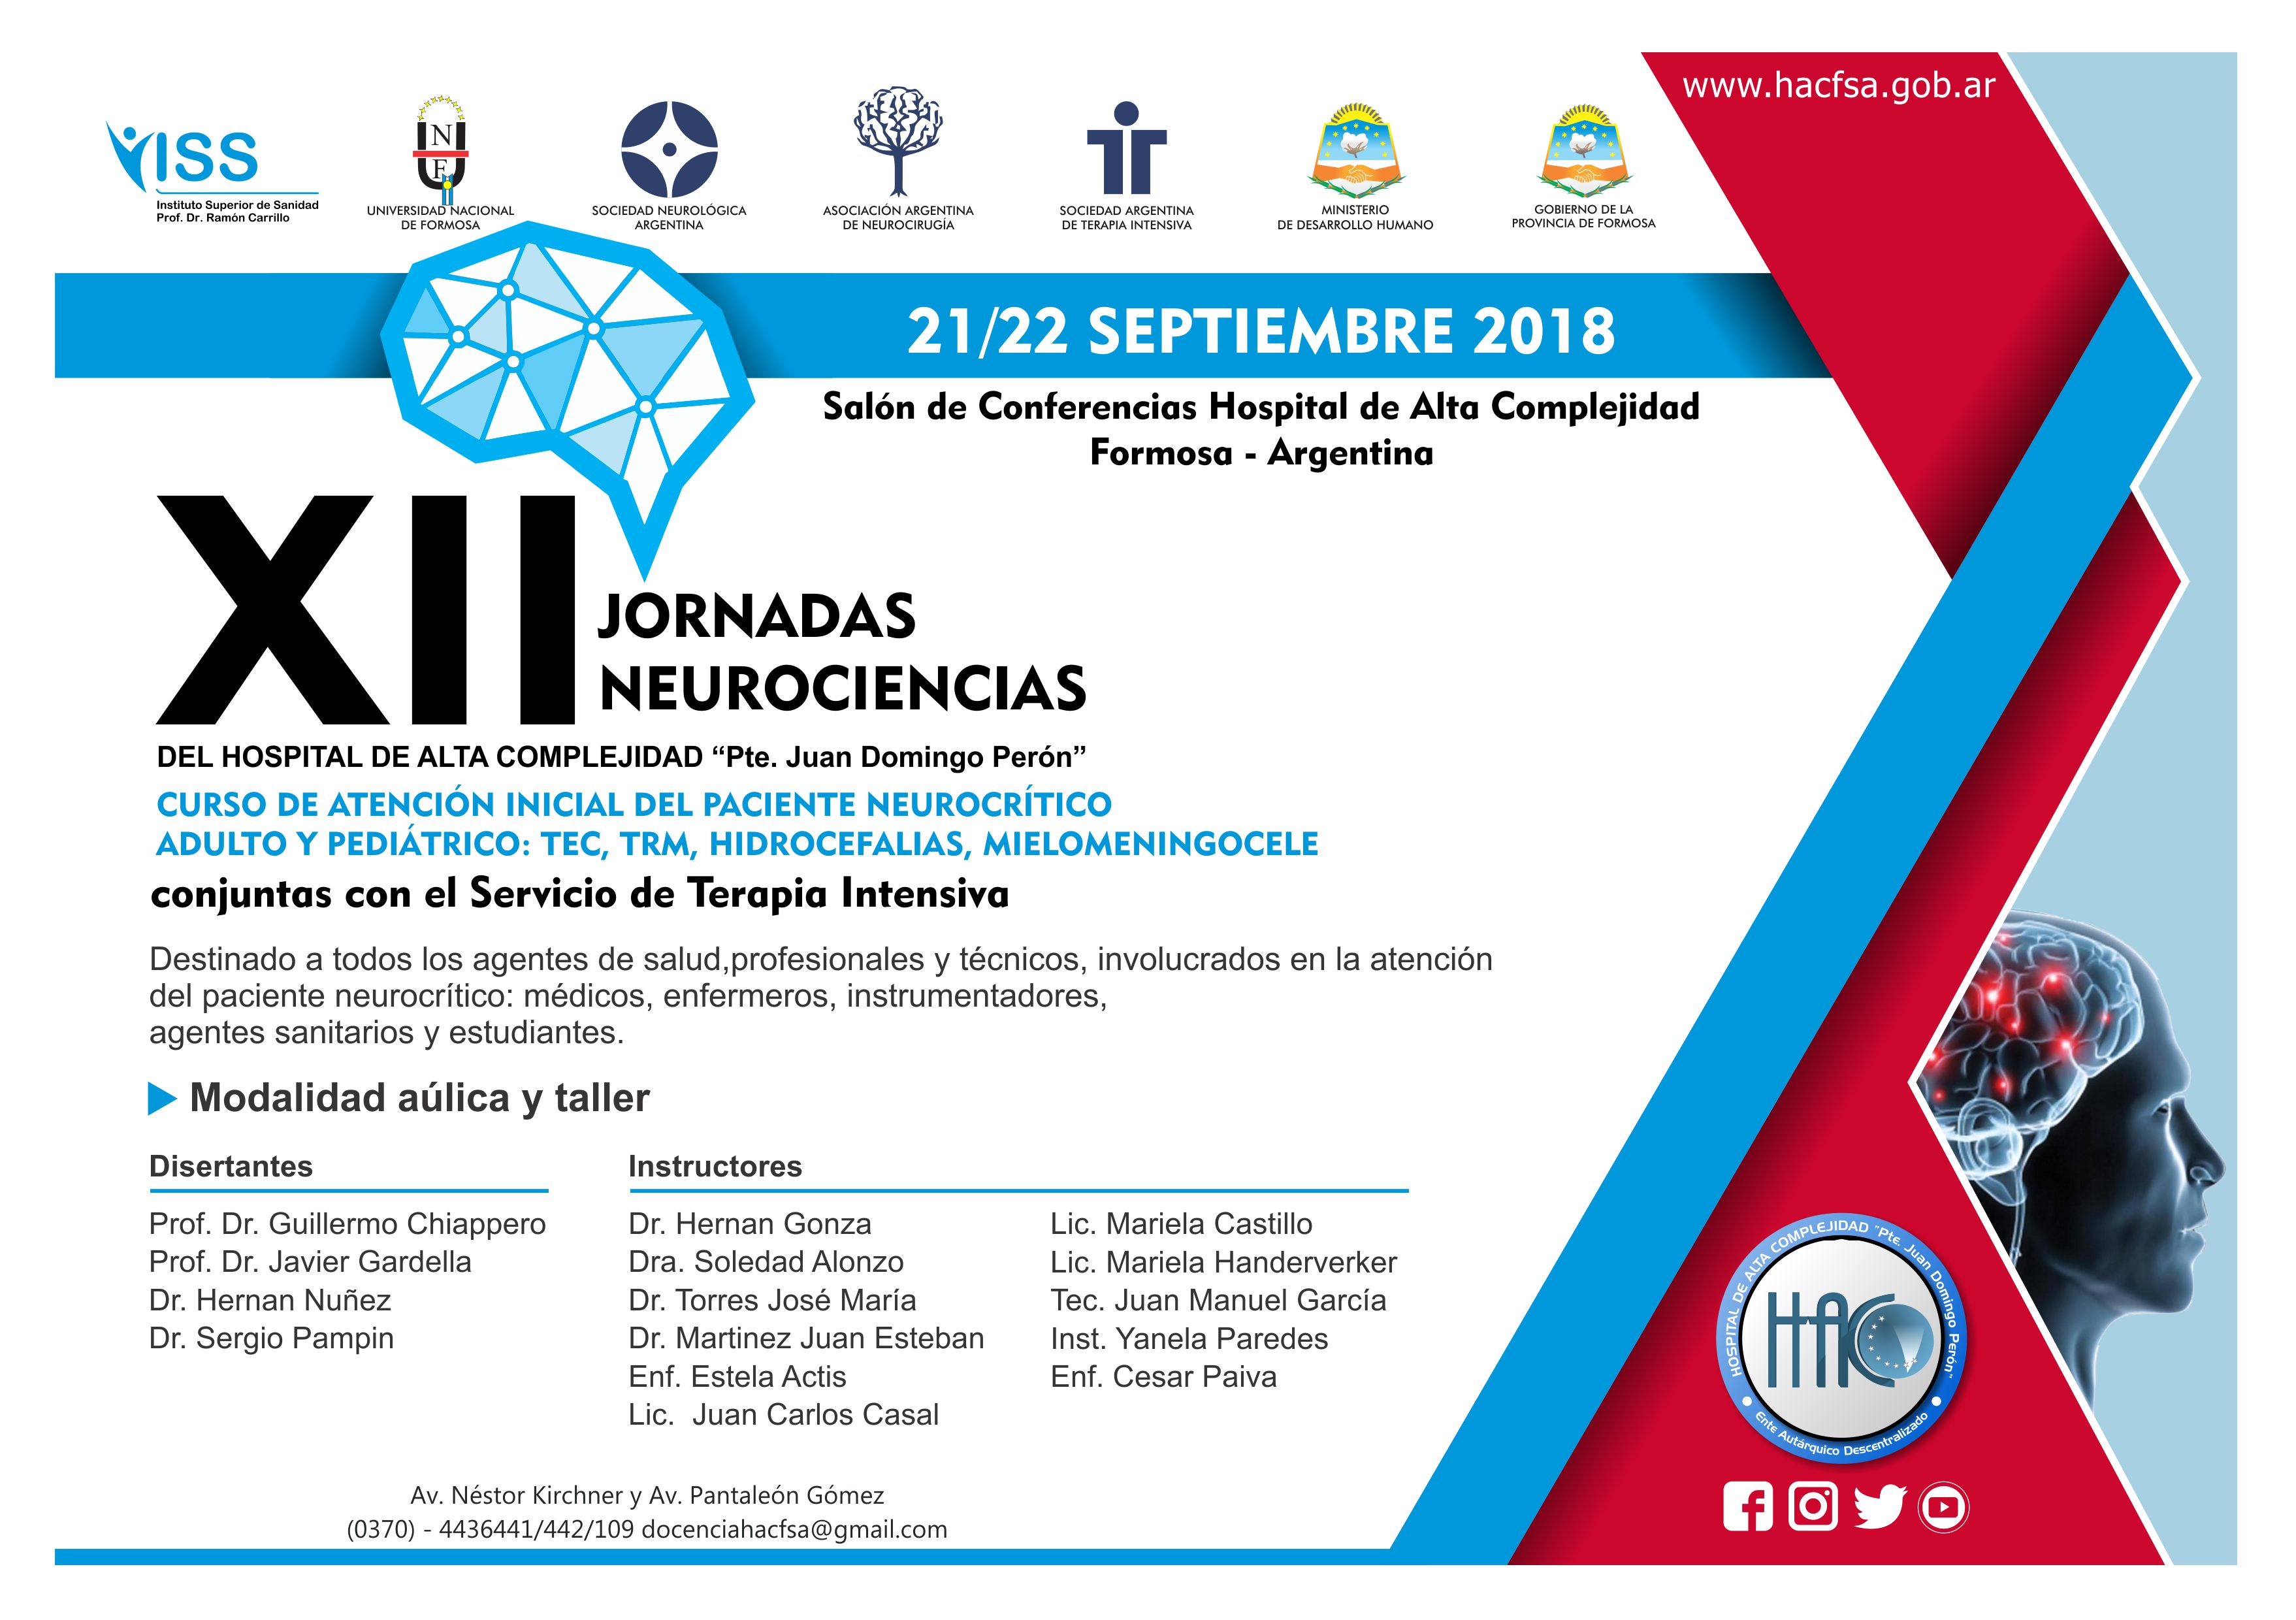 www.hacfsa.gob.ar
ISS
Instituto Superior de Sanidad
Prof. Dr. Ramón Carrillo
N
U
F
UNIVERSIDAD NACIONAL
DE FORMOSA
SOCIEDAD NEUROLÓGICA
ARGENTINA
ASOCIACIÓN ARGENTINA
DE NEUROCIRUGÍA
SOCIEDAD ARGENTINA
DE TERAPIA INTENSIVA
MINISTERIO
DE DESARROLLO HUMANO
GOBIERNO DE LA
PROVINCIA DE FORMOSA
21/22 SEPTIEMBRE 2018
Salón de Conferencias Hospital de Alta Complejidad
Formosa - Argentina
XII
JORNADAS
NEUROCIENCIAS
DEL HOSPITAL DE ALTA COMPLEJIDAD “Pte. Juan Domingo Perón”
CURSO DE ATENCIÓN INICIAL DEL PACIENTE NEUROCRÍTICO
ADULTO Y PEDIÁTRICO: TEC, TRM, HIDROCEFALIAS, MIELOMENINGOCELE
conjuntas con el Servicio de Terapia Intensiva
Destinado a todos los agentes de salud,profesionales y técnicos, involucrados en la atención
del paciente neurocrítico: médicos, enfermeros, instrumentadores,
agentes sanitarios y estudiantes.
Modalidad aúlica y taller
Disertantes
Prof. Dr. Guillermo Chiappero
Prof. Dr. Javier Gardella
Dr. Hernan Nuñez
Dr. Sergio Pampin
Instructores
Dr. Hernan Gonza
Dra. Soledad Alonzo
Dr. Torres José María
Dr. Martinez Juan Esteban
Enf. Estela Actis
Lic.  Juan Carlos Casal
Lic. Mariela Castillo
Lic. Mariela Handerverker
Tec. Juan Manuel García
Inst. Yanela Paredes
Enf. Cesar Paiva
HOSPITAL DE ALTA COMPLEJIDAD "Pte. Juan Domingo Perón"
HAC
Ente Autárquico Descentralizado
Av. Néstor Kirchner y Av. Pantaleón Gómez
(0370) - 4436441/442/109 docenciahacfsa@gmail.com